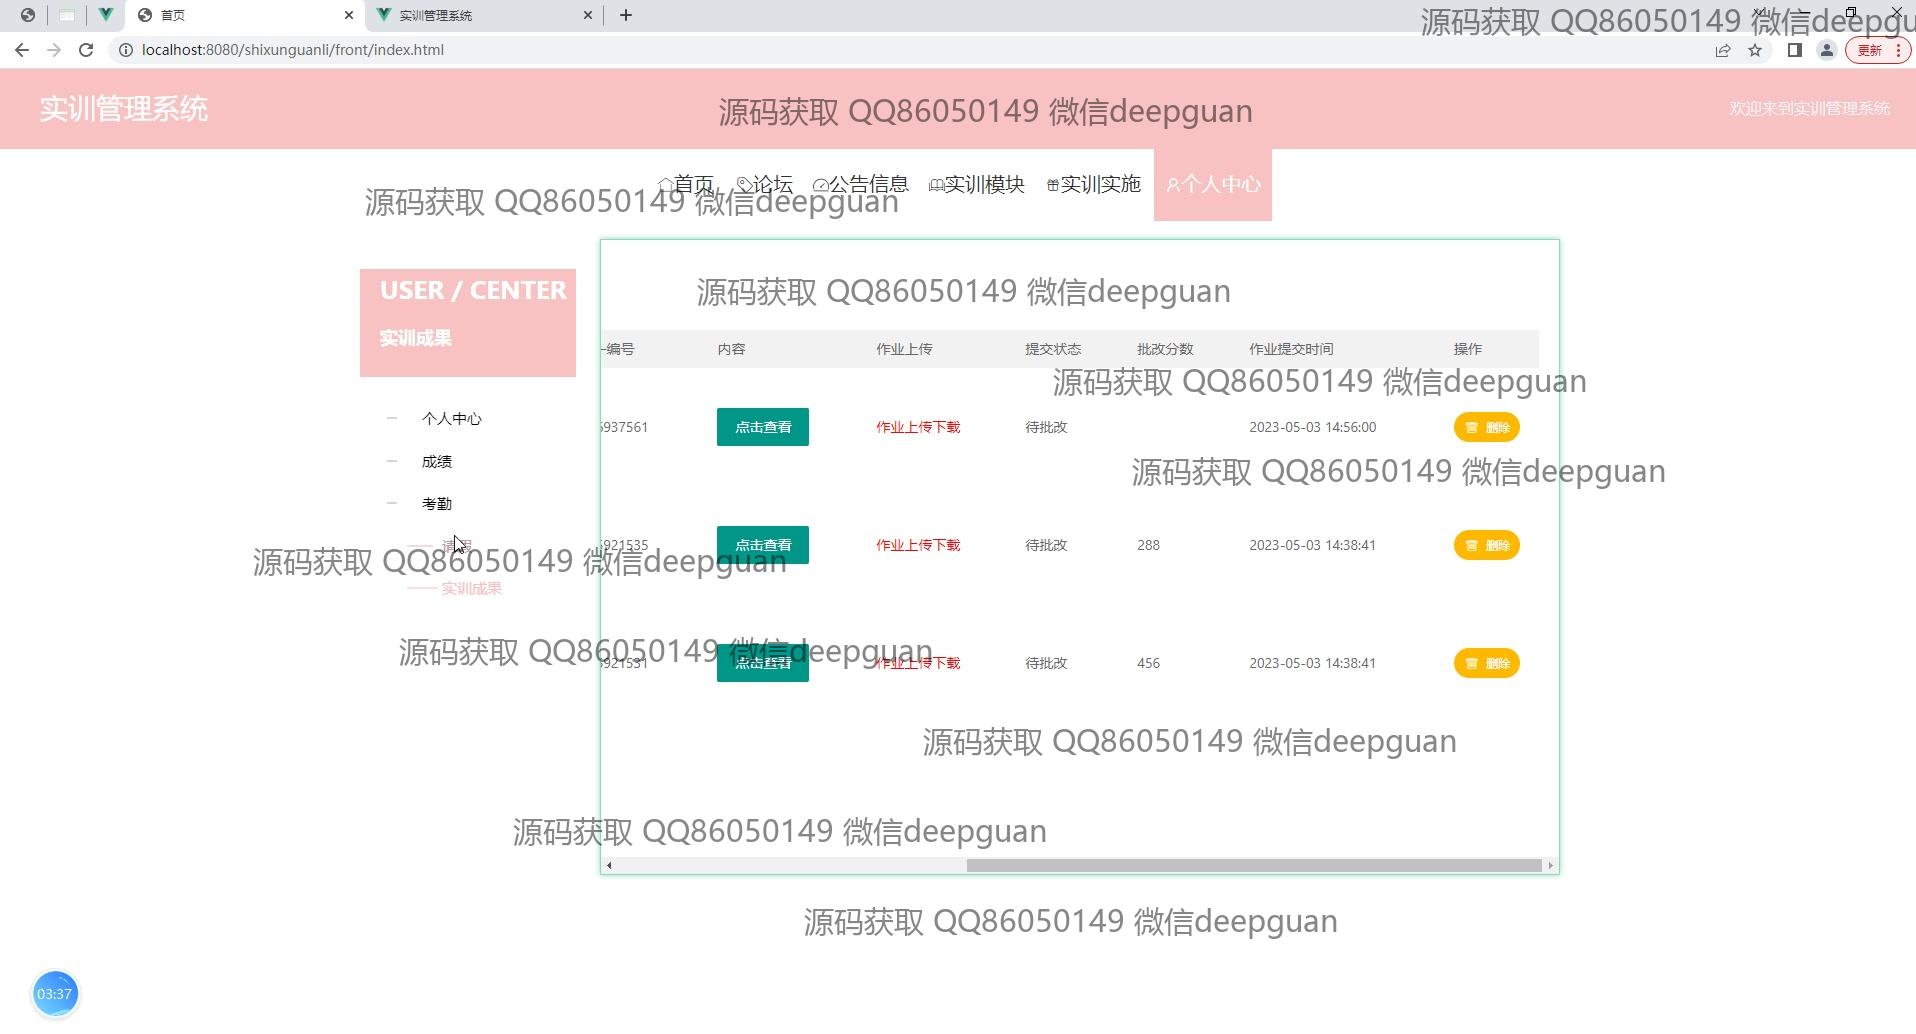 首页
实训管理系统
源码获取 QQ86050149 微信deepgu
localhost:8080/shixunguanli/front/index.html
更新
实训管理系统
源码获取 QQ86050149 微信deepguan
欢迎来到实训管理系统
首页 论坛 公告信息 实训模块 实训实施 个人中心
源码获取 QQ86050149 微信deepguan
USER / CENTER
实训成果
源码获取 QQ86050149 微信deepguan
编号 内容 作业上传 提交状态 批改分数 作业提交时间 操作
源码获取 QQ86050149 微信deepguan
个人中心
937561 点击查看 作业上传下载 待批改 2023-05-03 14:56:00 删除
成绩
源码获取 QQ86050149 微信deepguan
考勤
请假
921535 点击查看 作业上传下载 待批改 288 2023-05-03 14:38:41 删除
源码获取 QQ86050149 微信deepguan
实训成果
源码获取 QQ86050149 微信deepguan
921531 点击查看 作业上传下载 待批改 456 2023-05-03 14:38:41 删除
源码获取 QQ86050149 微信deepguan
源码获取 QQ86050149 微信deepguan
源码获取 QQ86050149 微信deepguan
03:37